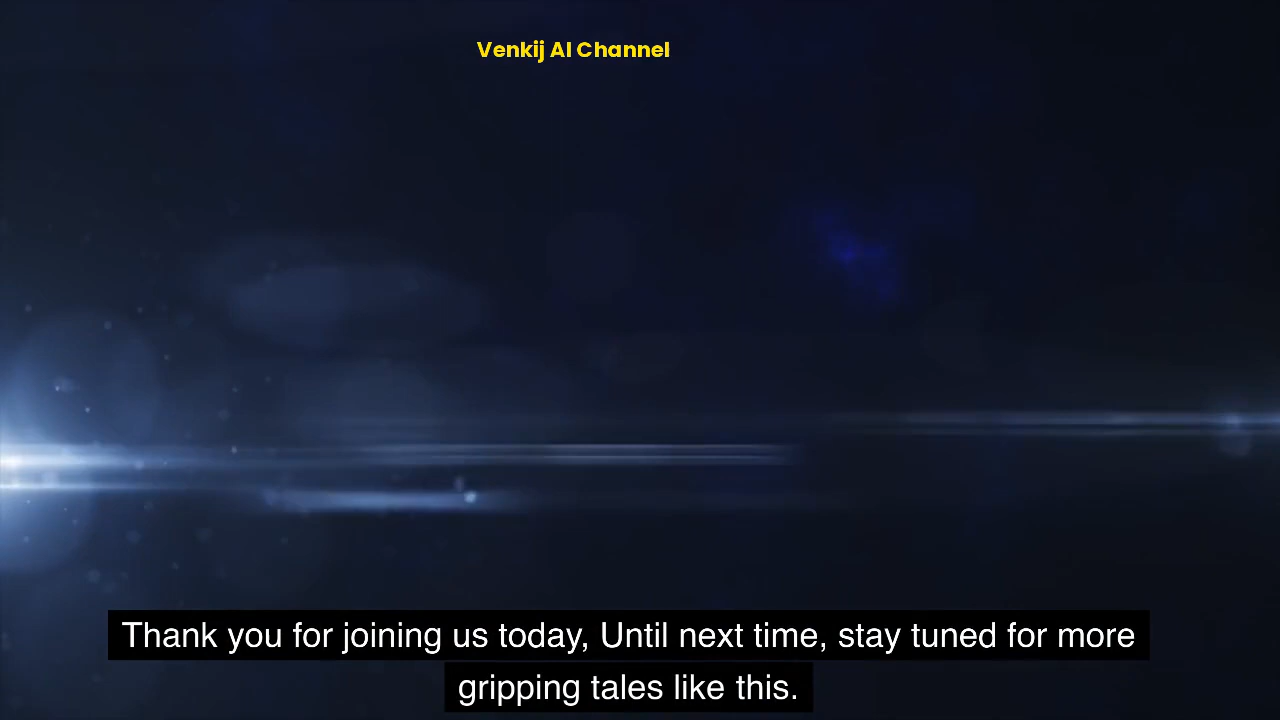 Venkij AI Channel
Thank you for joining us today, Until next time, stay tuned for more
gripping tales like this.